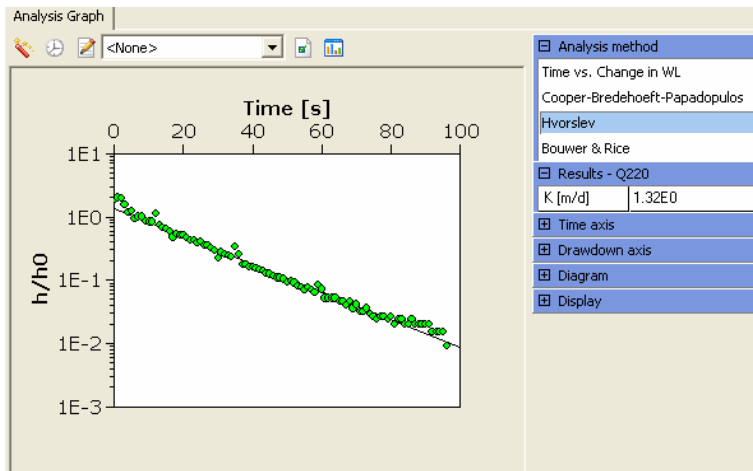 Analysis Graph
<None>
Time [s]
0 20 40 60 80 100
1E1
1E0
1E-1
1E-2
1E-3
h/h0
Analysis method
Time vs. Change in WL
Cooper-Bredehoeft-Papadopulos
Hvorslev
Bouwer & Rice
Results - Q220
K [m/d] 1.32E0
Time axis
Drawdown axis
Diagram
Display